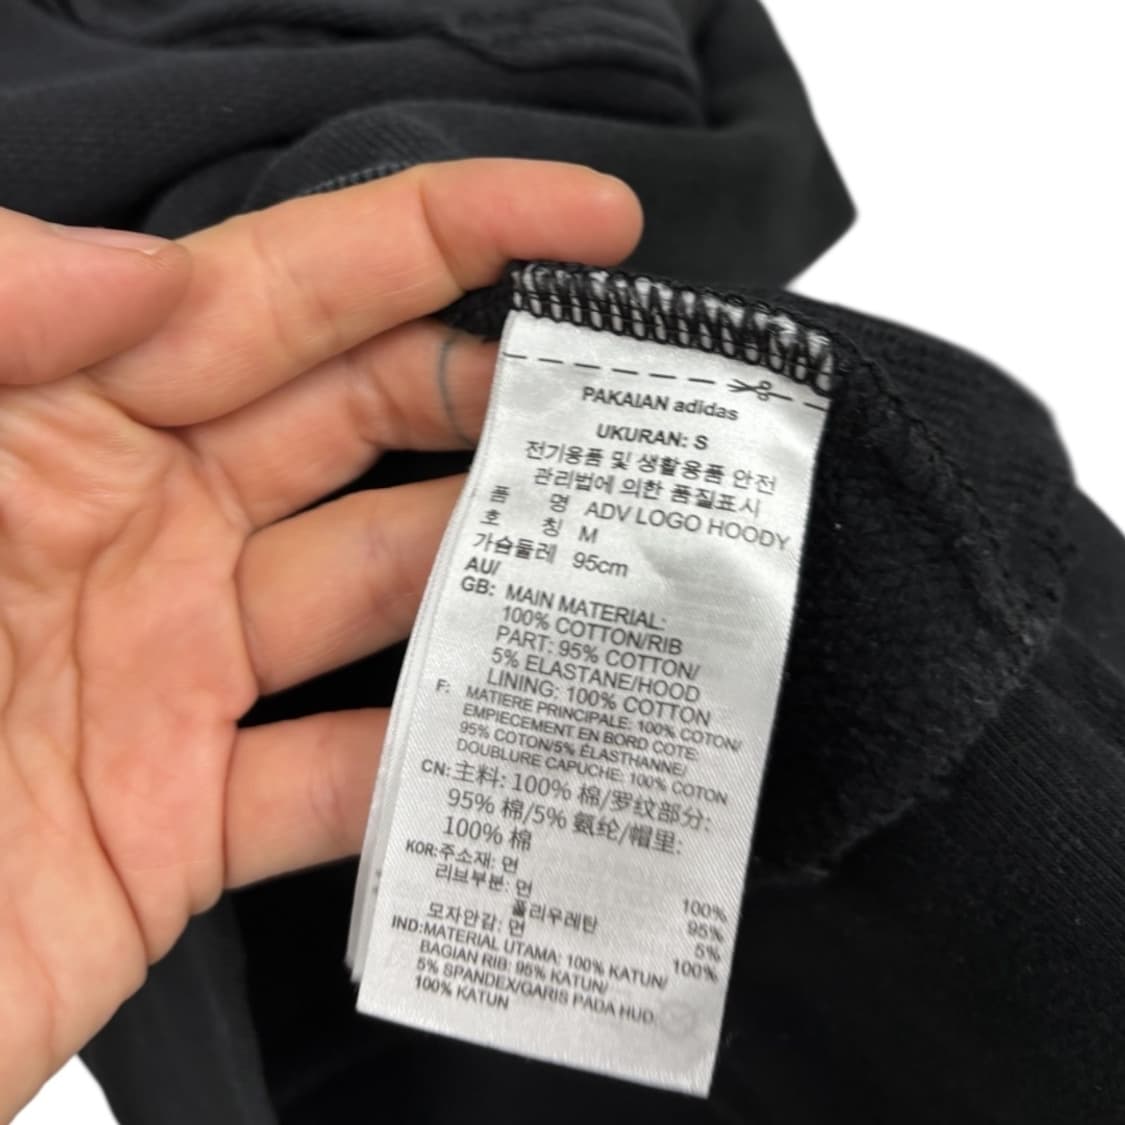 PAKAIAN adidas
UKURAN: S
전기용품 및 생활용품 안전
관리법에 의한 품질표시
품 명 ADV LOGO HOODY
호 칭 M
가슴둘레 95cm
AU/
GB: MAIN MATERIAL:
100% COTTON/RIB
PART: 95% COTTON/
5% ELASTANE/HOOD
LINING: 100% COTTON
F: MATIERE PRINCIPALE: 100% COTON/
EMPIECEMENT EN BORD COTE:
95% COTON/5% ÉLASTHANNE/
DOUBLURE CAPUCHE: 100% COTON
CN: 主料: 100% 棉/罗纹部分:
95% 棉/5% 氨纶/帽里:
100% 棉
KOR: 주소재: 면 100%
리브부분: 면 95%
폴리우레탄 5%
모자안감: 면 100%
IND: MATERIAL UTAMA: 100% KATUN/
BAGIAN RIB: 95% KATUN/
5% SPANDEX/GARIS PADA HUD:
100% KATUN